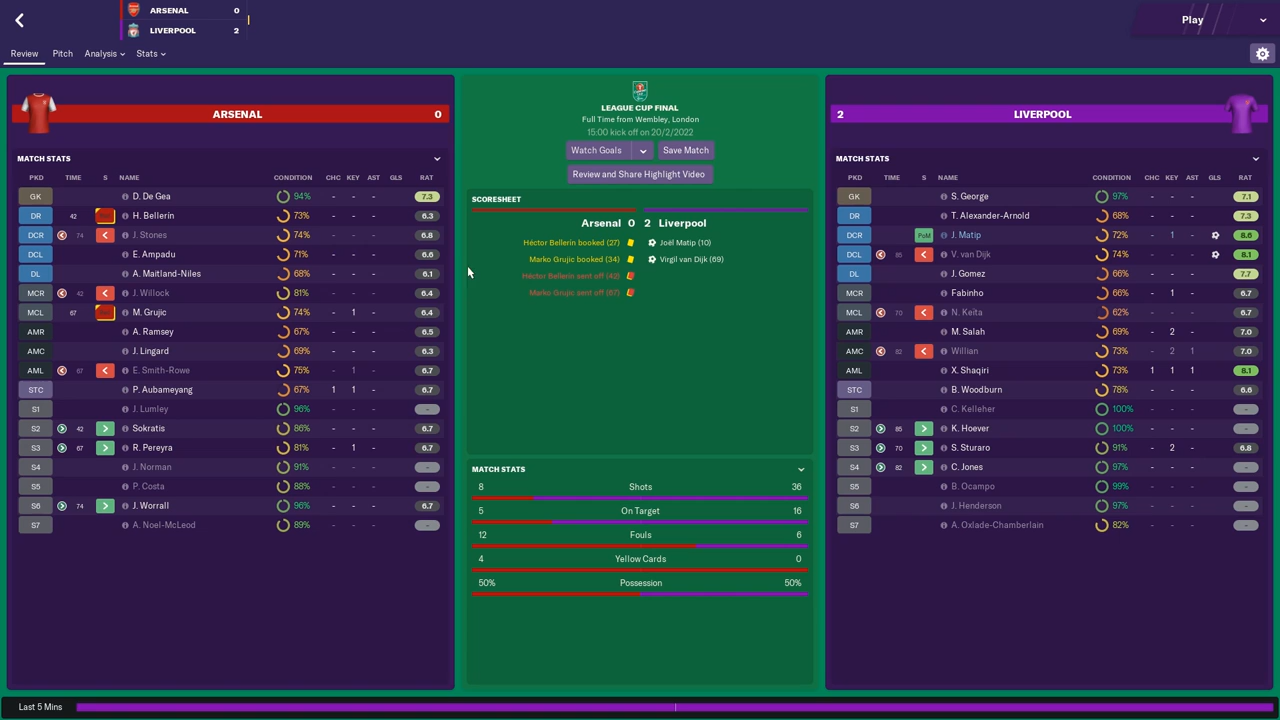 ARSENAL 0
LIVERPOOL 2
Play
Review Pitch Analysis Stats
ARSENAL 0
MATCH STATS
PKD TIME S NAME CONDITION CHC KEY AST GLS RAT
GK D. De Gea 94% - - - 7.3
DR 42 H. Bellerín 73% - - - 6.3
DCR 74 J. Stones 74% - - - 6.8
DCL E. Ampadu 71% - - - 6.6
DL A. Maitland-Niles 68% - - - 6.1
MCR 42 J. Willock 81% - - - 6.4
MCL 67 M. Grujic 74% - 1 - 6.4
AMR A. Ramsey 67% - - - 6.5
AMC J. Lingard 69% - - - 6.3
AML 67 E. Smith-Rowe 75% - 1 - 6.7
STC P. Aubameyang 67% 1 1 - 6.7
S1 J. Lumley 96% - - - -
S2 42 Sokratis 86% - - - 6.7
S3 67 R. Pereyra 81% - 1 - 6.7
S4 J. Norman 91% - - - -
S5 P. Costa 88% - - - -
S6 74 J. Worrall 96% - - - 6.7
S7 A. Noel-McLeod 89% - - - -
LEAGUE CUP FINAL
Full Time from Wembley, London
15:00 kick off on 20/2/2022
Watch Goals Save Match
Review and Share Highlight Video
SCORESHEET
Arsenal 0 2 Liverpool
Héctor Bellerín booked (27) Joël Matip (10)
Marko Grujic booked (34) Virgil van Dijk (69)
Héctor Bellerín sent off (42)
Marko Grujic sent off (67)
MATCH STATS
8 Shots 36
5 On Target 16
12 Fouls 6
4 Yellow Cards 0
50% Possession 50%
2 LIVERPOOL
MATCH STATS
PKD TIME S NAME CONDITION CHC KEY AST GLS RAT
GK S. George 97% - - - 7.1
DR T. Alexander-Arnold 68% - - - 7.3
DCR PoM J. Matip 72% - 1 - 8.6
DCL 85 V. van Dijk 74% - - - 8.1
DL J. Gomez 66% - - - 7.7
MCR Fabinho 66% - 1 - 6.7
MCL 70 N. Keïta 62% - - - 6.7
AMR M. Salah 69% - 2 - 7.0
AMC 82 Willian 73% - 2 1 7.0
AML X. Shaqiri 73% 1 1 1 8.1
STC B. Woodburn 78% - - - 6.6
S1 C. Kelleher 100% - - - -
S2 85 K. Hoever 100% - - - -
S3 70 S. Sturaro 91% - 2 - 6.8
S4 82 C. Jones 97% - - - -
S5 B. Ocampo 99% - - - -
S6 J. Henderson 97% - - - -
S7 A. Oxlade-Chamberlain 82% - - - -
Last 5 Mins